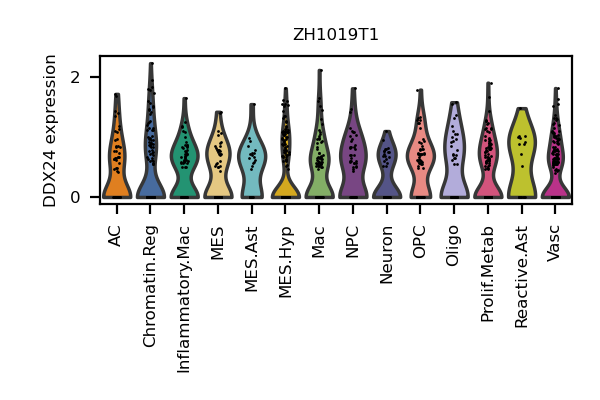 ZH1019T1
DDX24 expression
2
0
AC
Chromatin.Reg
Inflammatory.Mac
MES
MES.Ast
MES.Hyp
Mac
NPC
Neuron
OPC
Oligo
Prolif.Metab
Reactive.Ast
Vasc